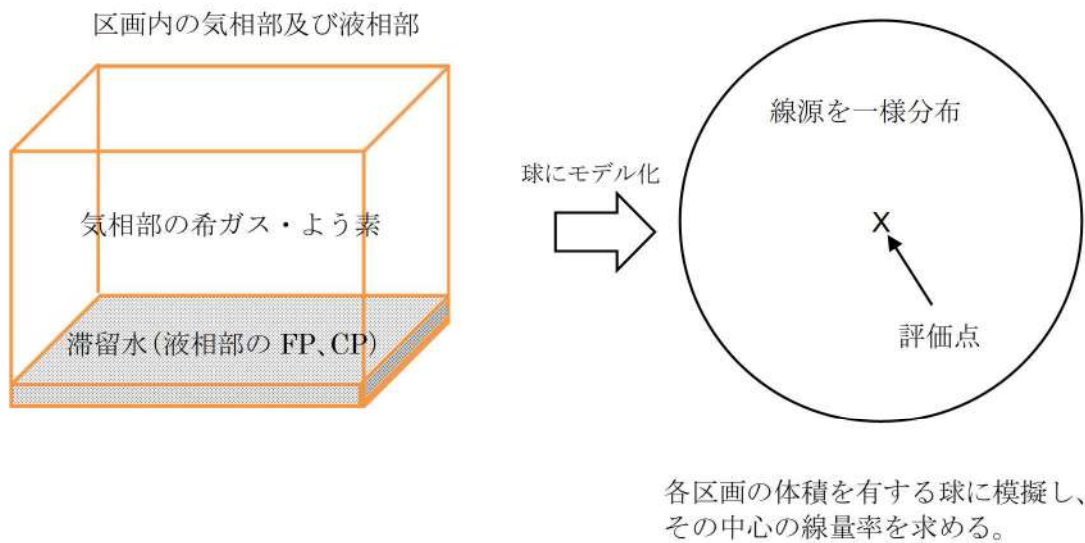 区画内の気相部及び液相部
気相部の希ガス・よう素
滞留水(液相部の FP、CP)
球にモデル化
線源を一様分布
X
評価点
各区画の体積を有する球に模擬し、
その中心の線量率を求める。